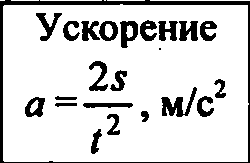 Ускорение
a = 2s/t², м/с²